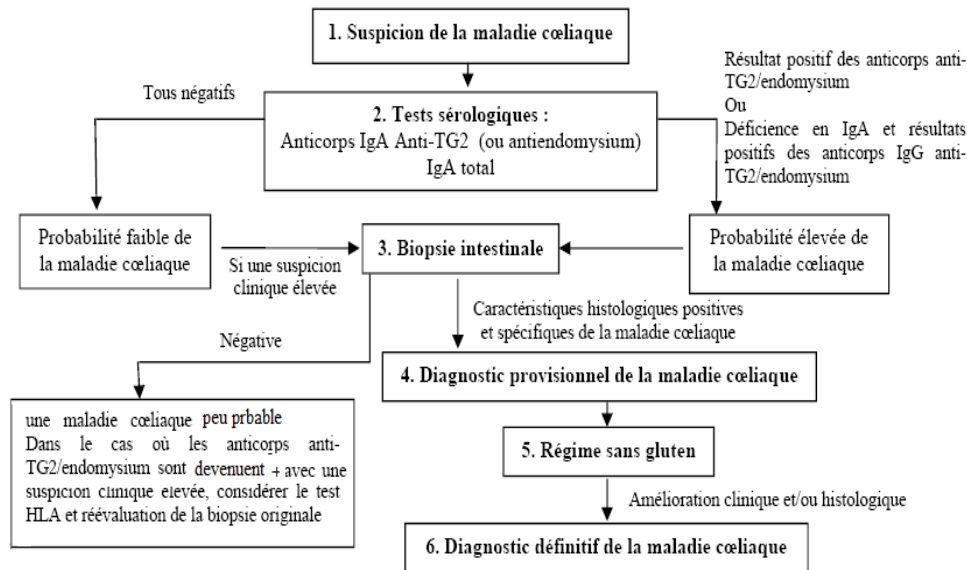 1. Suspicion de la maladie cœliaque
Résultat positif des anticorps anti-
TG2/endomysium
Ou
Déficience en IgA et résultats
positifs des anticorps IgG anti-
TG2/endomysium
Tous négatifs
2. Tests sérologiques :
Anticorps IgA Anti-TG2 (ou antiendomysium)
IgA total
Probabilité faible de
la maladie cœliaque
Si une suspicion
clinique élevée
3. Biopsie intestinale
Probabilité élevée de
la maladie cœliaque
Caractéristiques histologiques positives
et spécifiques de la maladie cœliaque
Négative
4. Diagnostic provisionnel de la maladie cœliaque
une maladie cœliaque peu prbable
Dans le cas où les anticorps anti-
TG2/endomysium sont devenuent + avec une
suspicion clinique élevée, considérer le test
HLA et réévaluation de la biopsie originale
5. Régime sans gluten
Amélioration clinique et/ou histologique
6. Diagnostic définitif de la maladie cœliaque